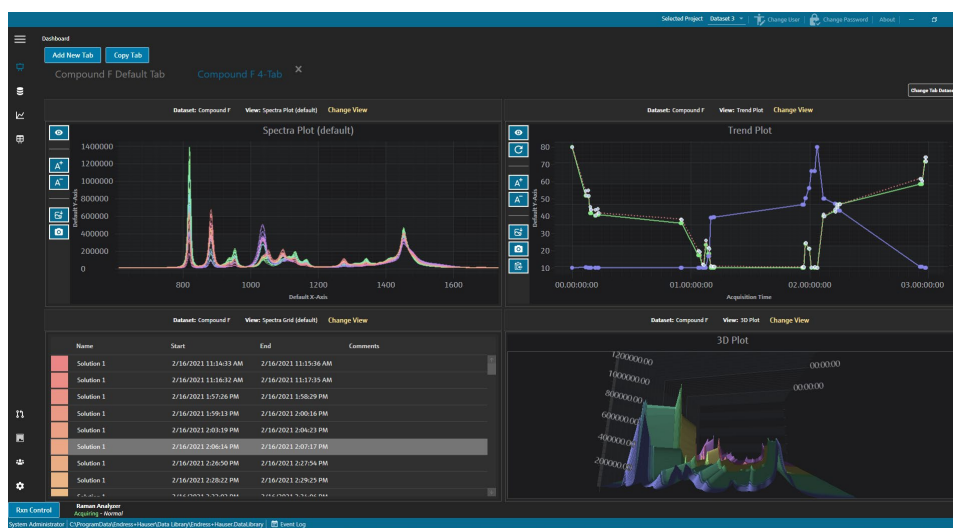 Selected Project Dataset 3 Change User Change Password About
Dashboard
Add New Tab Copy Tab
Compound F Default Tab Compound F 4-Tab X
Change Tab Datase
Dataset: Compound F View: Spectra Plot (default) Change View
Spectra Plot (default)
A+
A-
Default Y-Axis
1400000
1200000
1000000
800000
600000
400000
200000
0
800 1000 1200 1400 1600
Default X-Axis
Dataset: Compound F View: Trend Plot Change View
Trend Plot
A+
A-
Default Y-Axis
80
70
60
50
40
30
20
10
00.00:00:00 01.00:00:00 02.00:00:00 03.00:00:00
Acquisition Time
Dataset: Compound F View: Spectra Grid (default) Change View
Name Start End Comments
Solution 1 2/16/2021 11:14:33 AM 2/16/2021 11:15:36 AM
Solution 1 2/16/2021 11:16:32 AM 2/16/2021 11:17:35 AM
Solution 1 2/16/2021 1:57:26 PM 2/16/2021 1:58:29 PM
Solution 1 2/16/2021 1:59:13 PM 2/16/2021 2:00:16 PM
Solution 1 2/16/2021 2:03:19 PM 2/16/2021 2:04:23 PM
Solution 1 2/16/2021 2:06:14 PM 2/16/2021 2:07:17 PM
Solution 1 2/16/2021 2:26:50 PM 2/16/2021 2:27:54 PM
Solution 1 2/16/2021 2:28:22 PM 2/16/2021 2:29:25 PM
Dataset: Compound F View: 3D Plot Change View
3D Plot
1200000.00
1000000.00
800000.00
600000.00
400000.00
200000.00
00:00:00
00:00:00
Rxn Control
Raman Analyzer
Acquiring - Normal
System Administrator C:\ProgramData\Endress+Hauser\Data Library\Endress+Hauser.DataLibrary Event Log